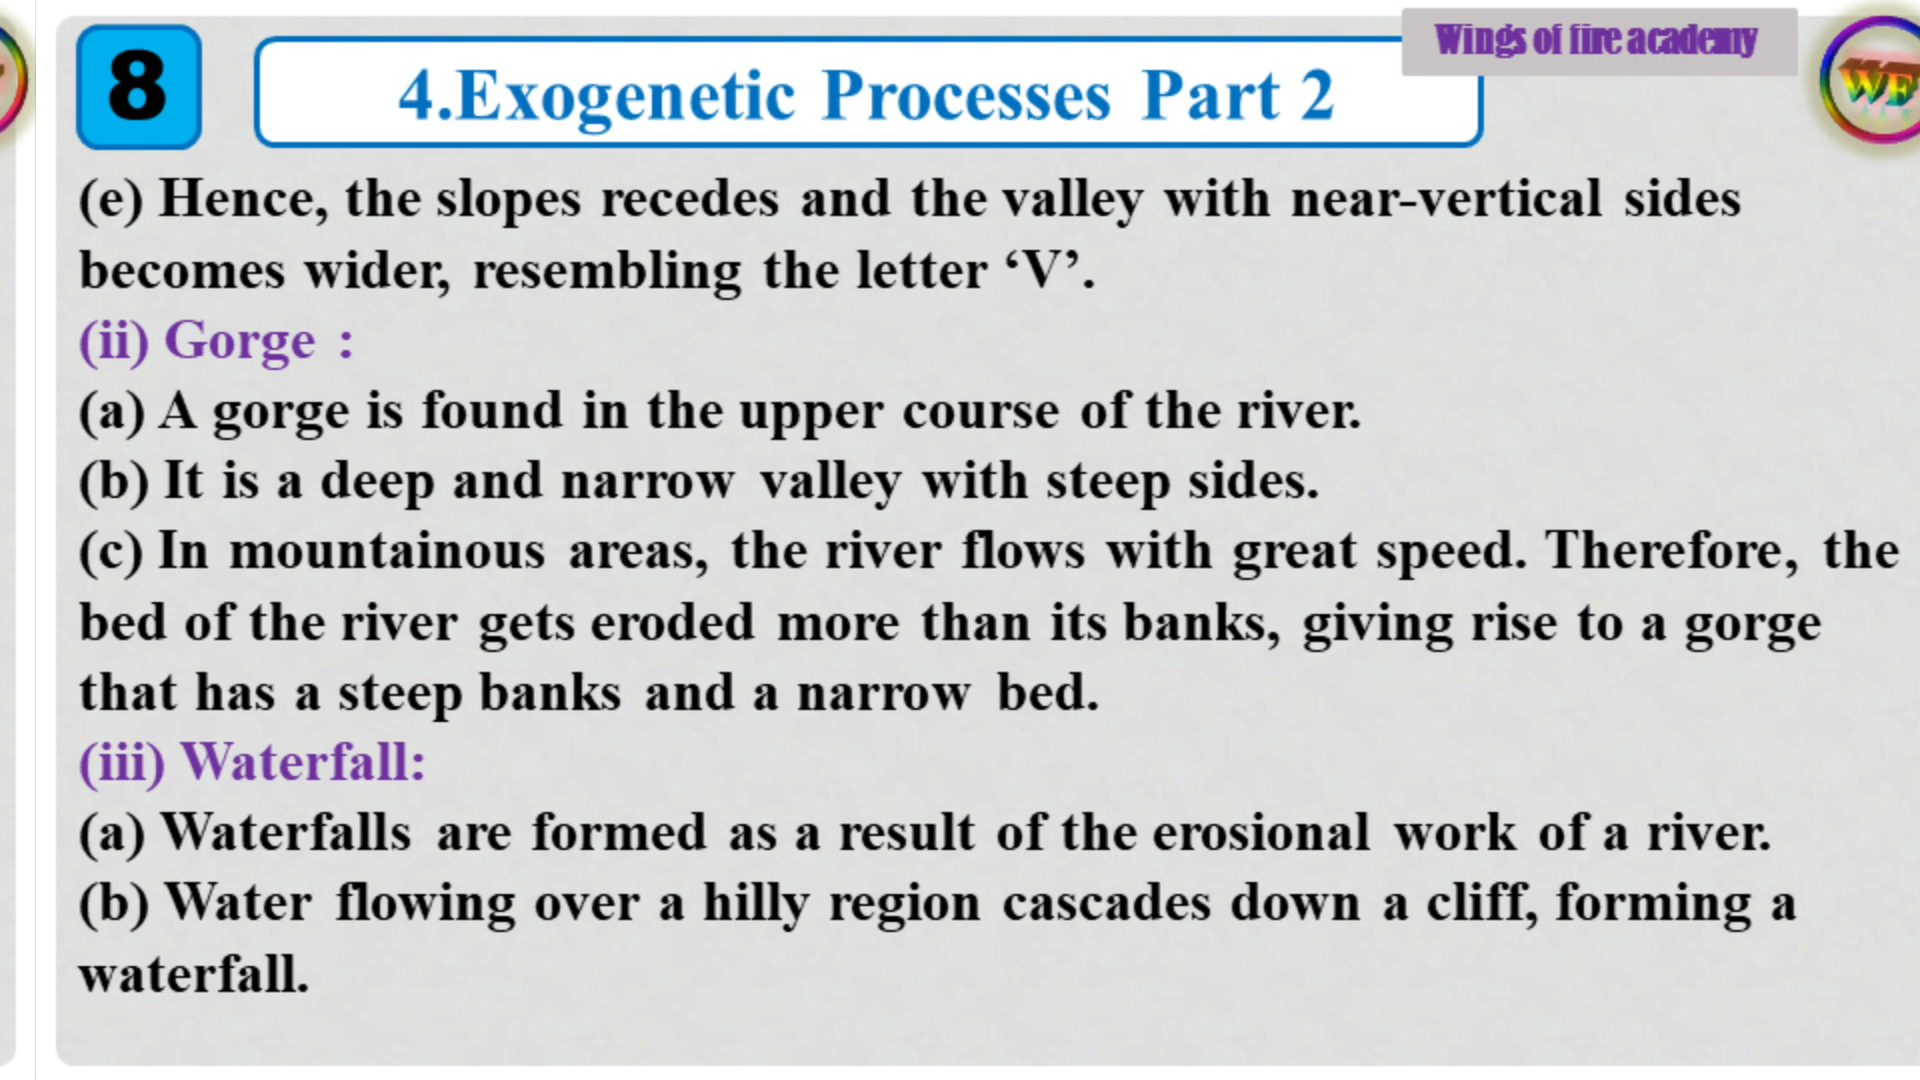 Wings of fire academy
8
4.Exogenetic Processes Part 2
WF
(e) Hence, the slopes recedes and the valley with near-vertical sides
becomes wider, resembling the letter ‘V’.
(ii) Gorge :
(a) A gorge is found in the upper course of the river.
(b) It is a deep and narrow valley with steep sides.
(c) In mountainous areas, the river flows with great speed. Therefore, the
bed of the river gets eroded more than its banks, giving rise to a gorge
that has a steep banks and a narrow bed.
(iii) Waterfall:
(a) Waterfalls are formed as a result of the erosional work of a river.
(b) Water flowing over a hilly region cascades down a cliff, forming a
waterfall.